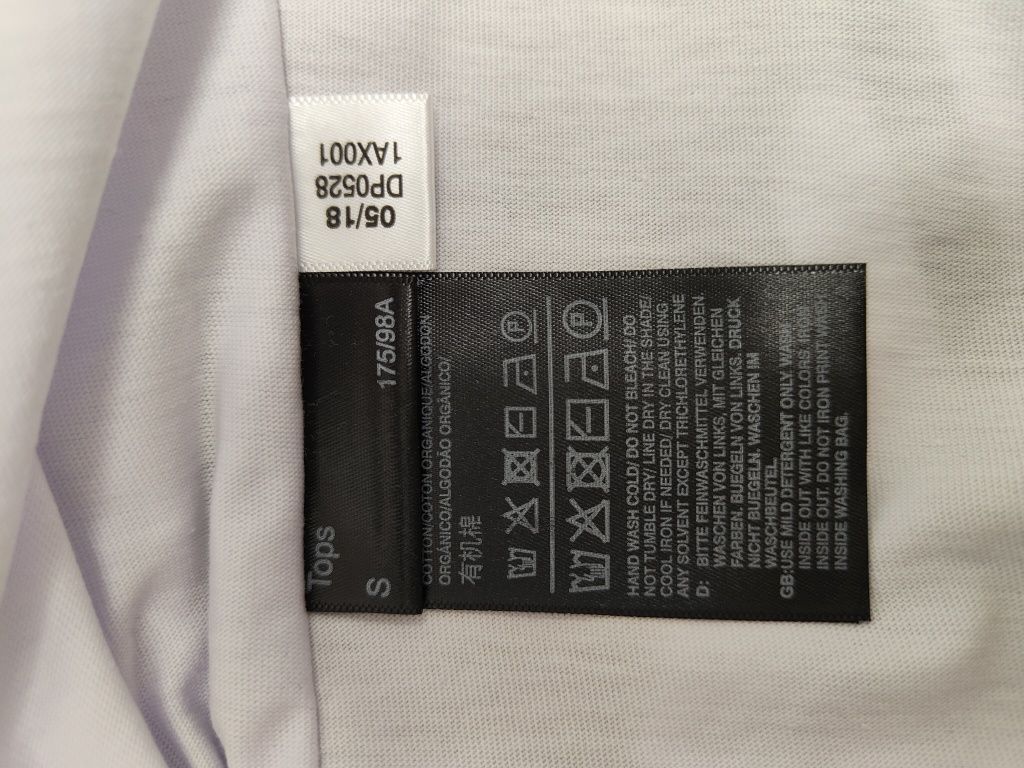 05/18
DP0528
1AX001
Tops
S 175/98A
COTTON/COTON ORGANIQUE/ALGODON
ORGÁNICO/ALGODÃO ORGÂNICO/
有机棉
HAND WASH COLD/ DO NOT BLEACH/ DO
NOT TUMBLE DRY/ LINE DRY IN THE SHADE/
COOL IRON IF NEEDED/ DRY CLEAN USING
ANY SOLVENT EXCEPT TRICHLORETHYLENE
D: BITTE FEINWASCHMITTEL VERWENDEN.
WASCHEN VON LINKS, MIT GLEICHEN
FARBEN. BUEGELN VON LINKS. DRUCK
NICHT BUEGELN. WASCHEN IM
WASCHBEUTEL.
GB:USE MILD DETERGENT ONLY. WASH
INSIDE OUT WITH LIKE COLORS. IRON
INSIDE OUT. DO NOT IRON PRINT. WASH
INSIDE WASHING BAG.